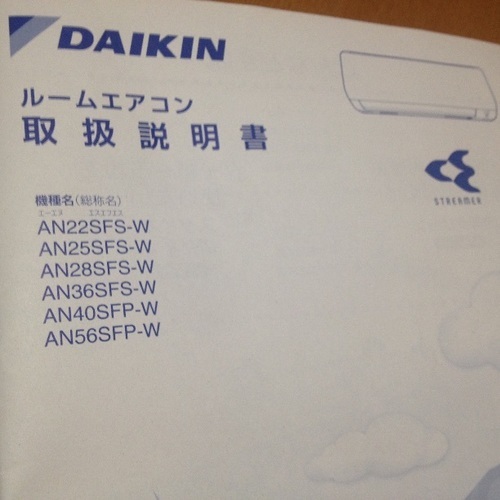 DAIKIN
ルームエアコン
取扱説明書
STREAMER
機種名(総称名)
エーエヌ エスエフエス
AN22SFS-W
AN25SFS-W
AN28SFS-W
AN36SFS-W
AN40SFP-W
AN56SFP-W